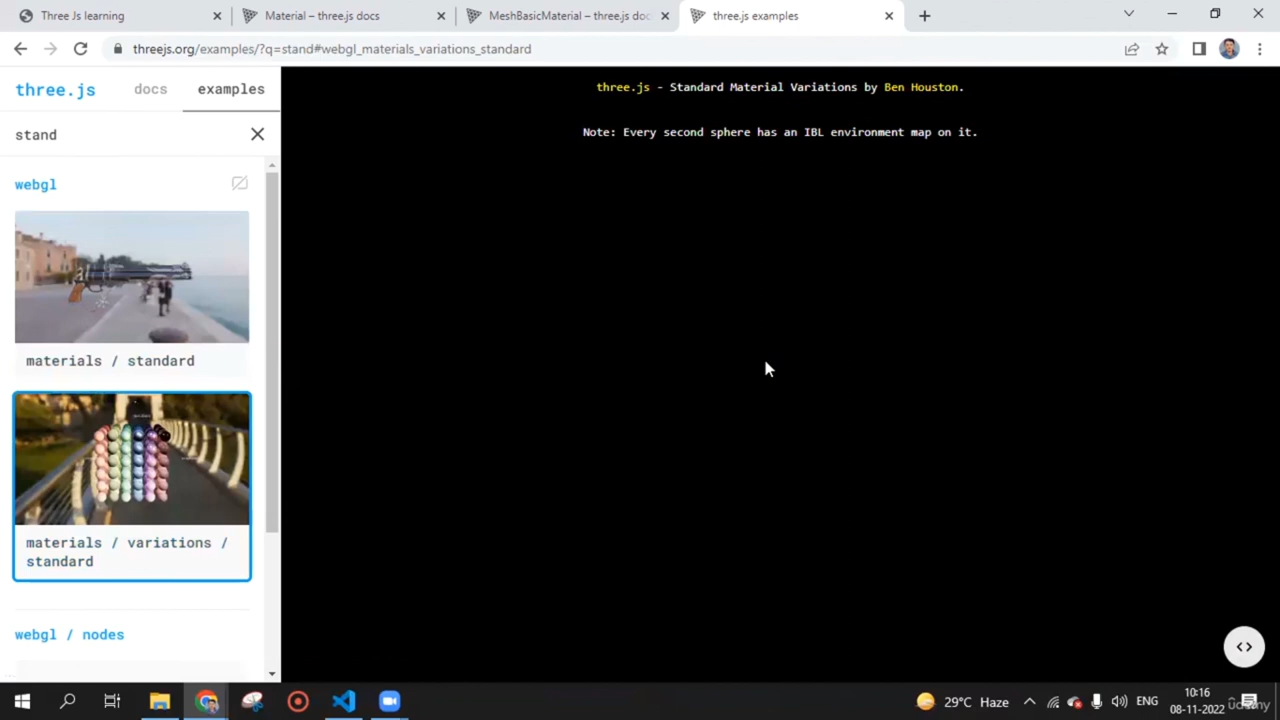 Three Js learning
Material – three.js docs
MeshBasicMaterial – three.js doc
three.js examples
threejs.org/examples/?q=stand#webgl_materials_variations_standard
three.js docs examples
stand
webgl
materials / standard
materials / variations /
standard
webgl / nodes
three.js - Standard Material Variations by Ben Houston.
Note: Every second sphere has an IBL environment map on it.
29°C Haze
ENG
10:16
08-11-2022
Udemy